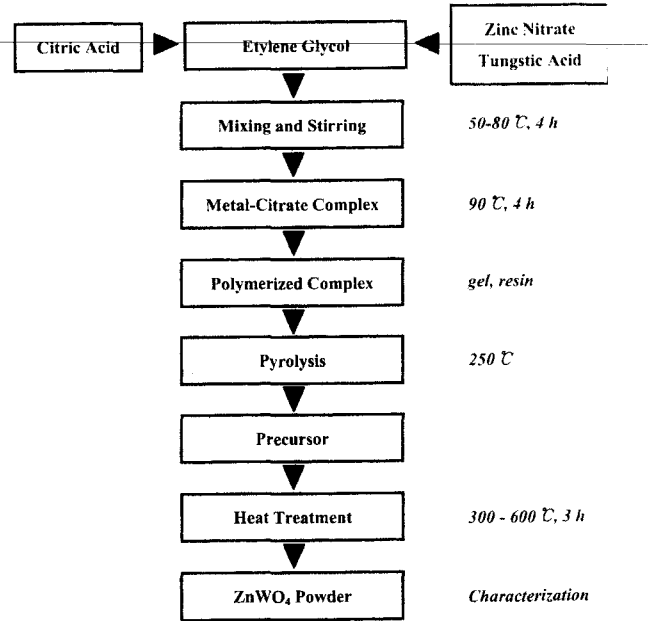 Citric Acid
Etylene Glycol
Zinc Nitrate
Tungstic Acid
Mixing and Stirring
50-80 ℃, 4 h
Metal-Citrate Complex
90 ℃, 4 h
Polymerized Complex
gel, resin
Pyrolysis
250 ℃
Precursor
Heat Treatment
300 - 600 ℃, 3 h
ZnWO₄ Powder
Characterization